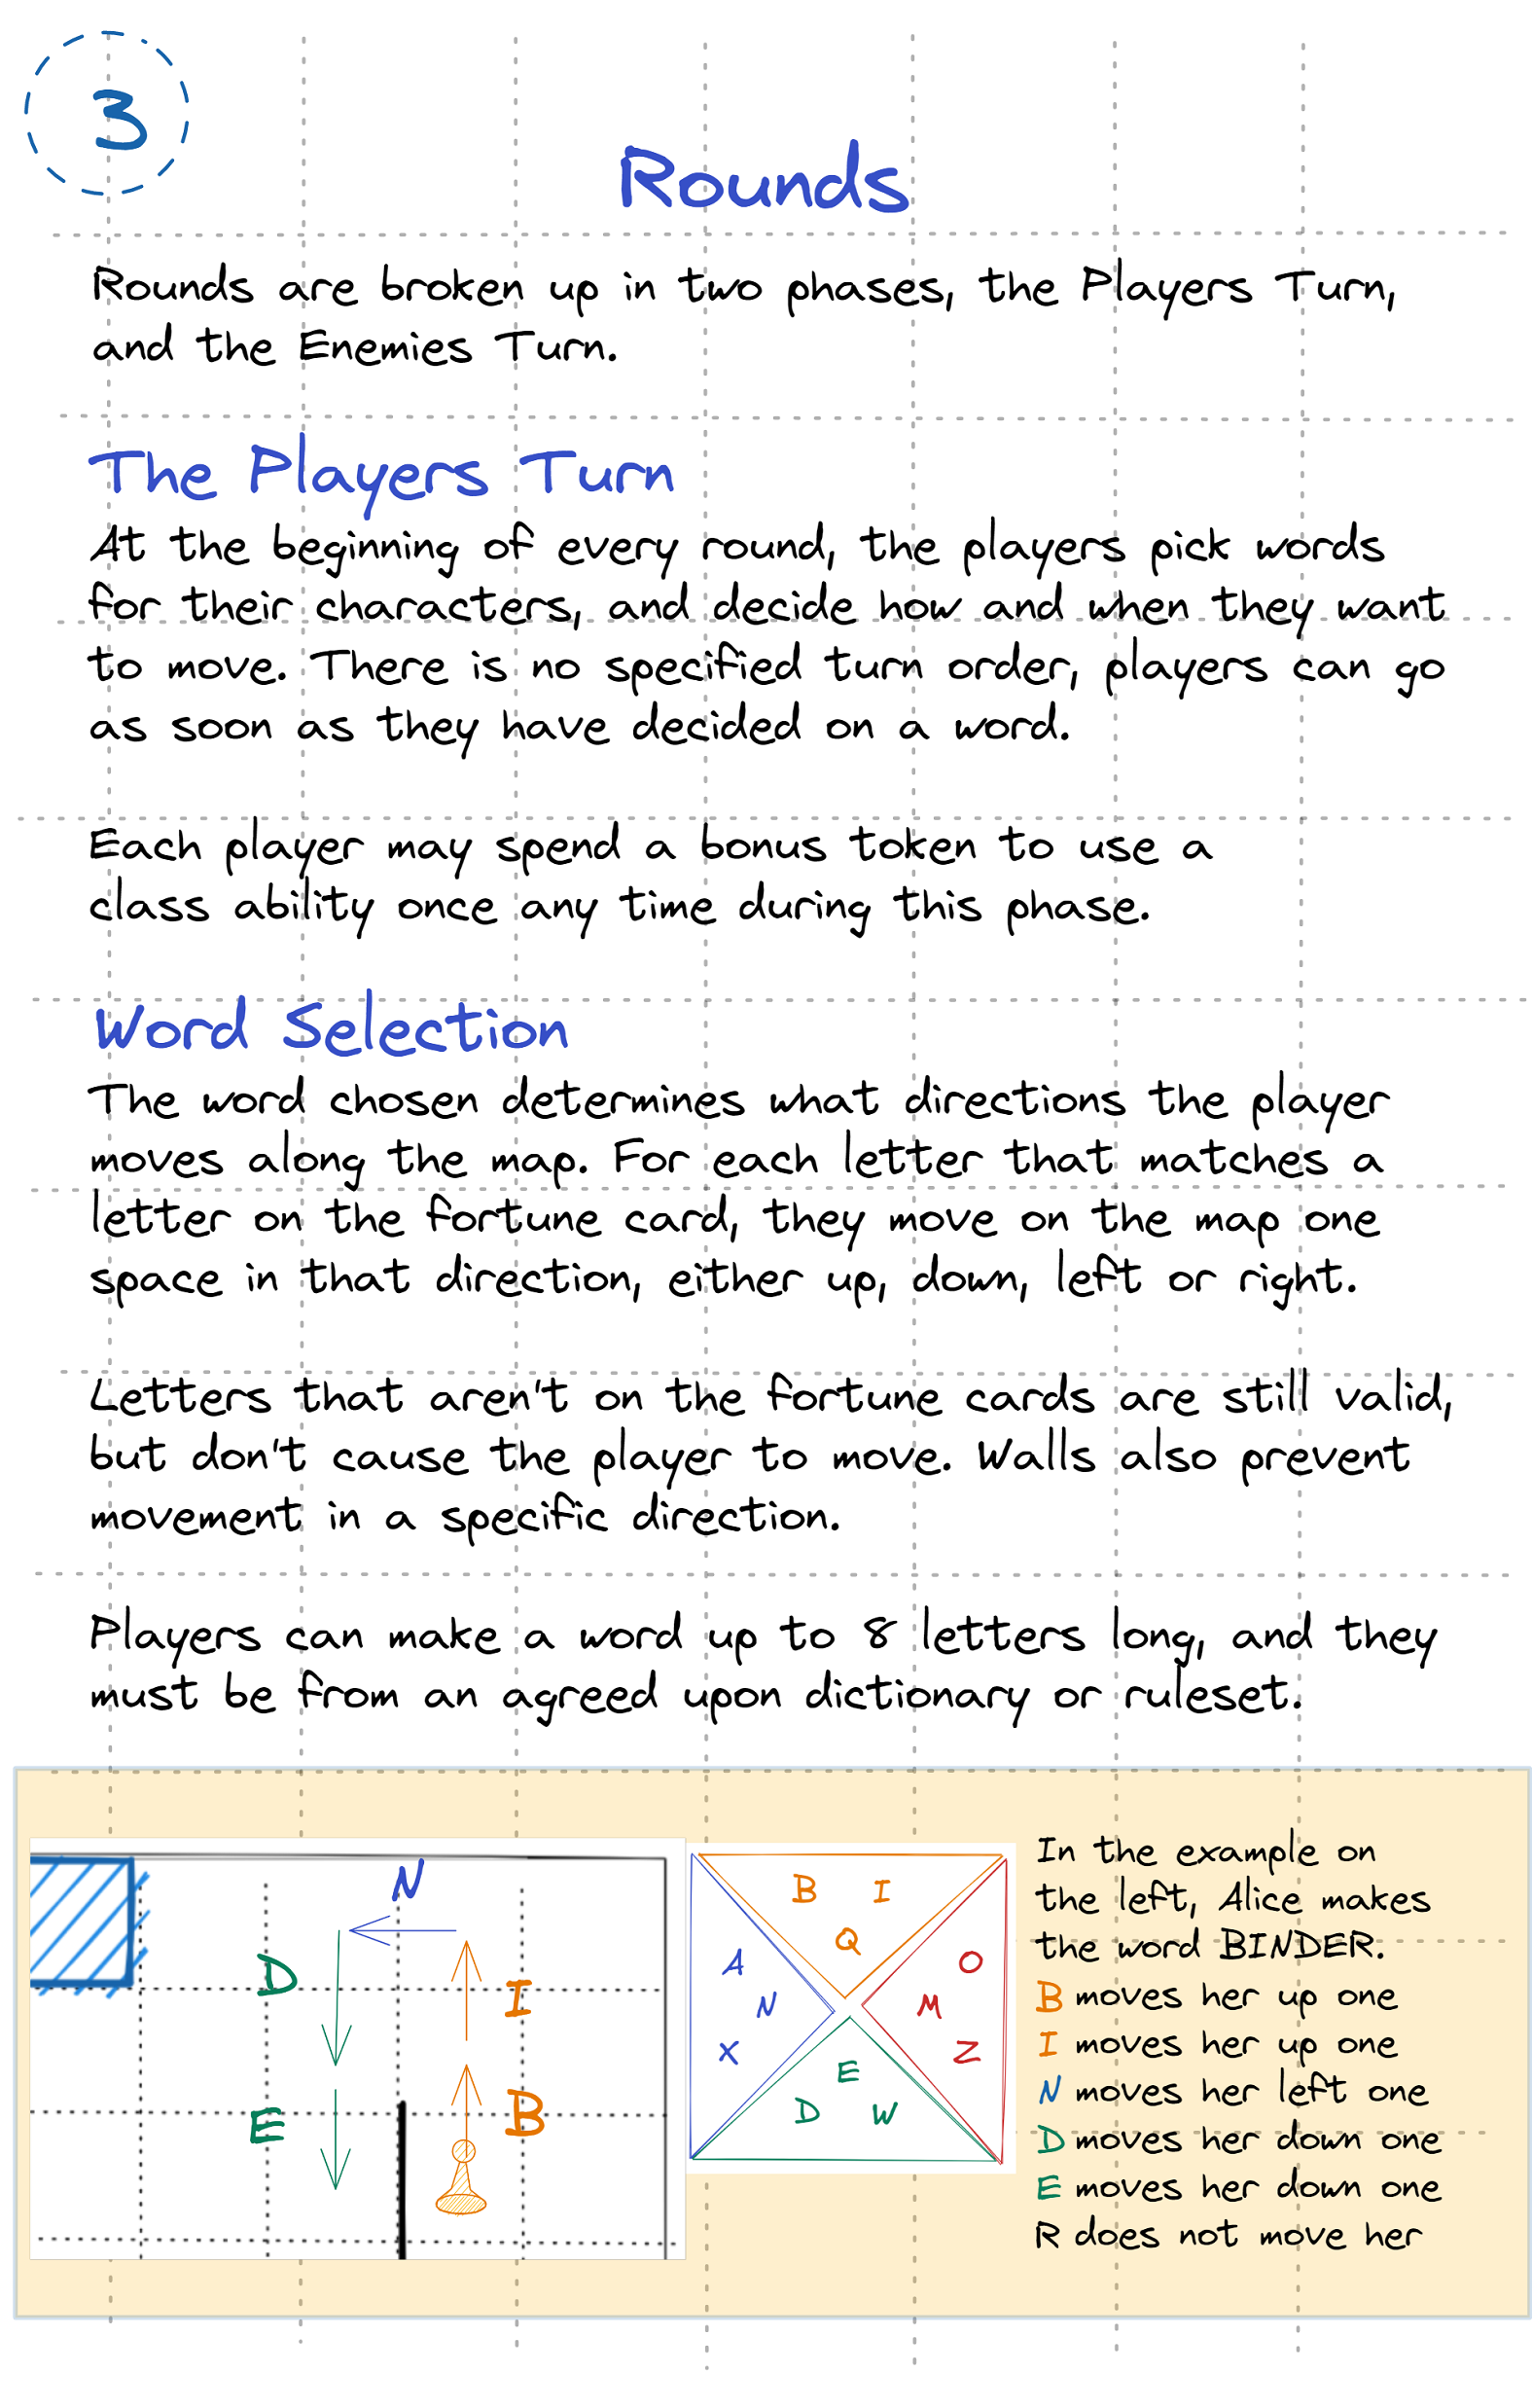 3
Rounds
Rounds are broken up in two phases, the Players Turn,
and the Enemies Turn.
The Players Turn
At the beginning of every round, the players pick words
for their characters, and decide how and when they want
to move. There is no specified turn order, players can go
as soon as they have decided on a word.
Each player may spend a bonus token to use a
class ability once any time during this phase.
Word Selection
The word chosen determines what directions the player
moves along the map. For each letter that matches a
letter on the fortune card, they move on the map one
space in that direction, either up, down, left or right.
Letters that aren't on the fortune cards are still valid,
but don't cause the player to move. Walls also prevent
movement in a specific direction.
Players can make a word up to 8 letters long, and they
must be from an agreed upon dictionary or ruleset.
N
D
I
E
B
B I
Q
A
N
X
O
M
Z
E
D W
In the example on
the left, Alice makes
the word BINDER.
B moves her up one
I moves her up one
N moves her left one
D moves her down one
E moves her down one
R does not move her